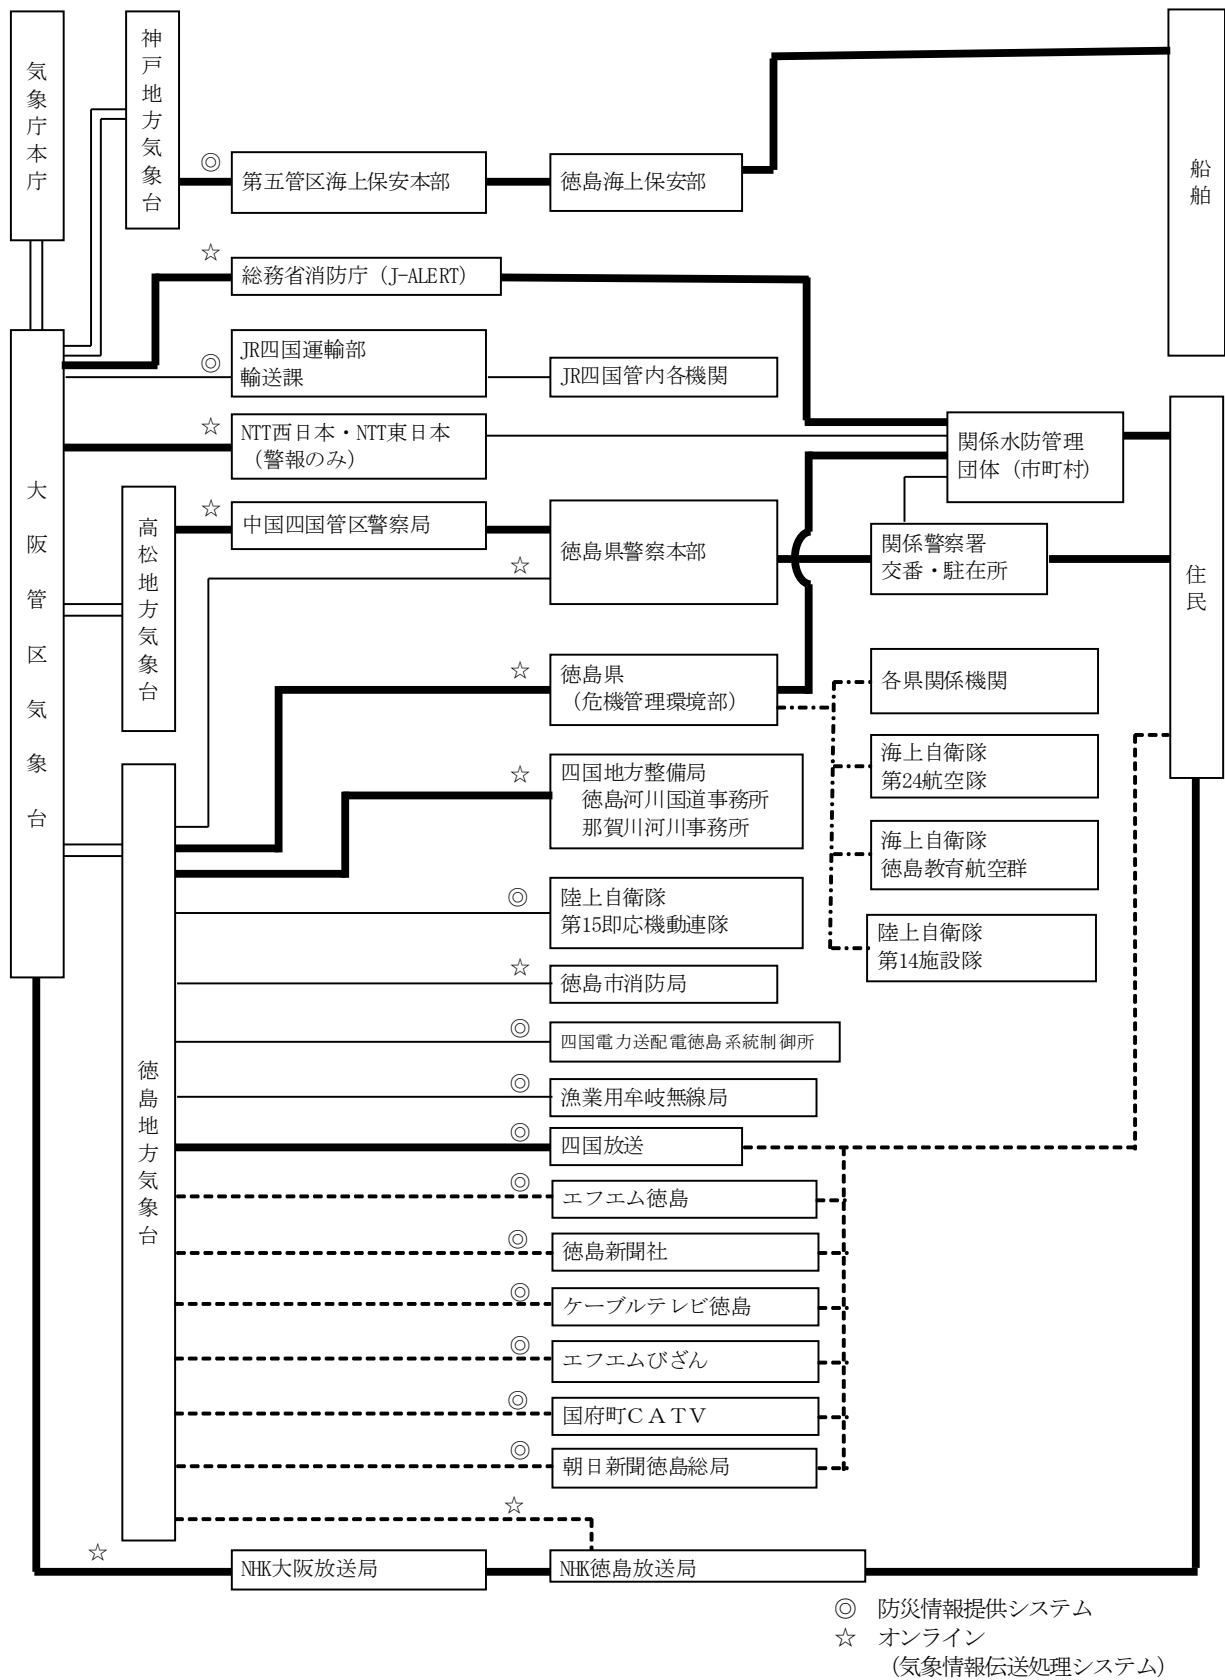 気象庁本庁
神戸地方気象台
船舶
◎
第五管区海上保安本部
徳島海上保安部
☆
総務省消防庁（J-ALERT）
◎
JR四国運輸部
輸送課
JR四国管内各機関
☆
NTT西日本・NTT東日本
（警報のみ）
関係水防管理
団体（市町村）
住民
大阪管区気象台
高松地方気象台
☆
中国四国管区警察局
徳島県警察本部
☆
関係警察署
交番・駐在所
☆
徳島県
（危機管理環境部）
各県関係機関
☆
四国地方整備局
徳島河川国道事務所
那賀川河川事務所
海上自衛隊
第24航空隊
海上自衛隊
徳島教育航空群
徳島地方気象台
◎
陸上自衛隊
第15即応機動連隊
陸上自衛隊
第14施設隊
☆
徳島市消防局
◎
四国電力送配電徳島系統制御所
◎
漁業用牟岐無線局
◎
四国放送
◎
エフエム徳島
◎
徳島新聞社
◎
ケーブルテレビ徳島
◎
エフエムびざん
◎
国府町ＣＡＴＶ
◎
朝日新聞徳島総局
☆
☆
NHK大阪放送局
NHK徳島放送局
◎　防災情報提供システム
☆　オンライン
（気象情報伝送処理システム）